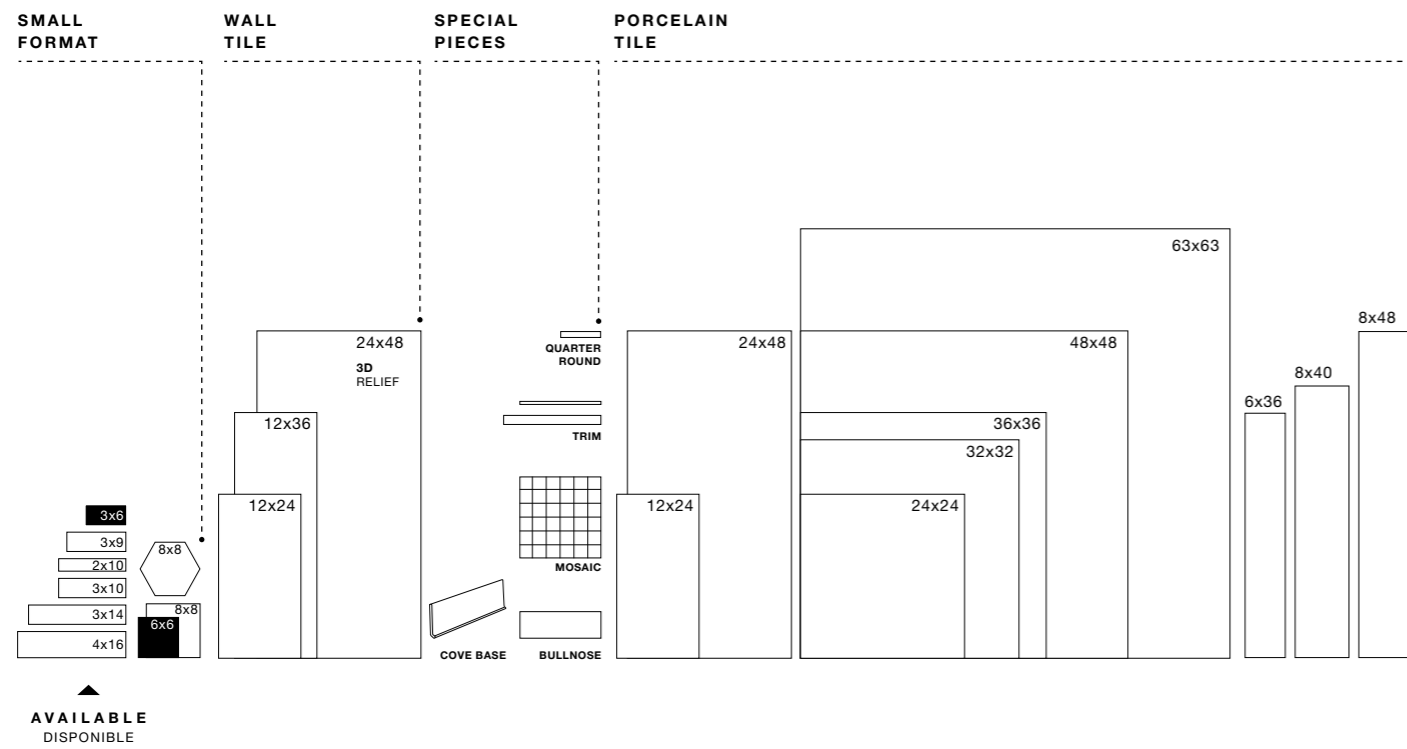 SMALL
FORMAT
WALL
TILE
SPECIAL
PIECES
PORCELAIN
TILE
3x6
3x9
2x10
3x10
3x14
4x16
8x8
8x8
6x6
AVAILABLE
DISPONIBLE
24x48
3D
RELIEF
12x36
12x24
QUARTER
ROUND
TRIM
MOSAIC
COVE BASE
BULLNOSE
24x48
12x24
63x63
48x48
36x36
32x32
24x24
6x36
8x40
8x48